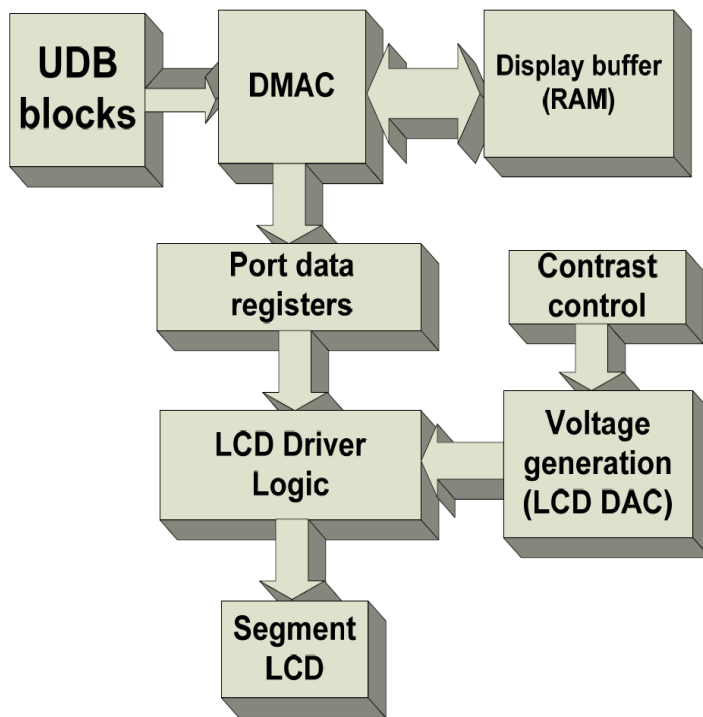 UDB
blocks
DMAC
Display buffer
(RAM)
Port data
registers
Contrast
control
LCD Driver
Logic
Voltage
generation
(LCD DAC)
Segment
LCD